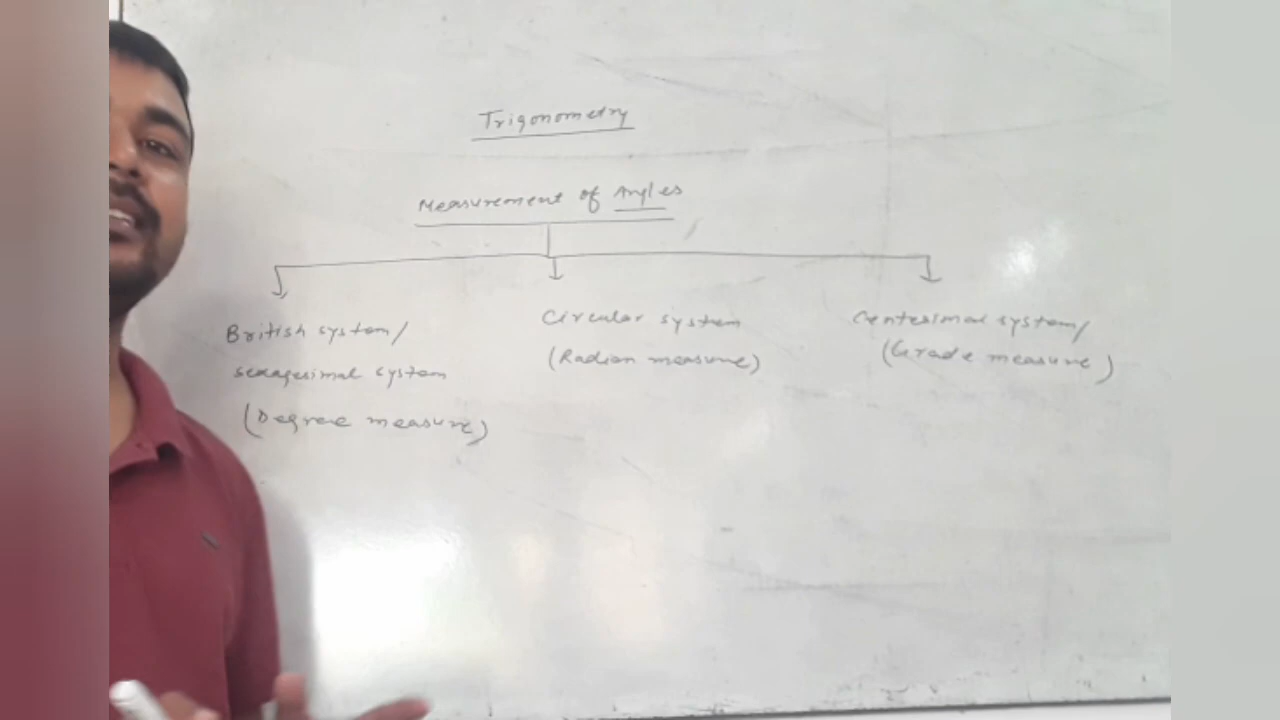 Trigonometry
Measurement of Angles
British system/
sexagesimal system
(Degree measure)
Circular system
(Radian measure)
Centesimal system/
(Grade measure)